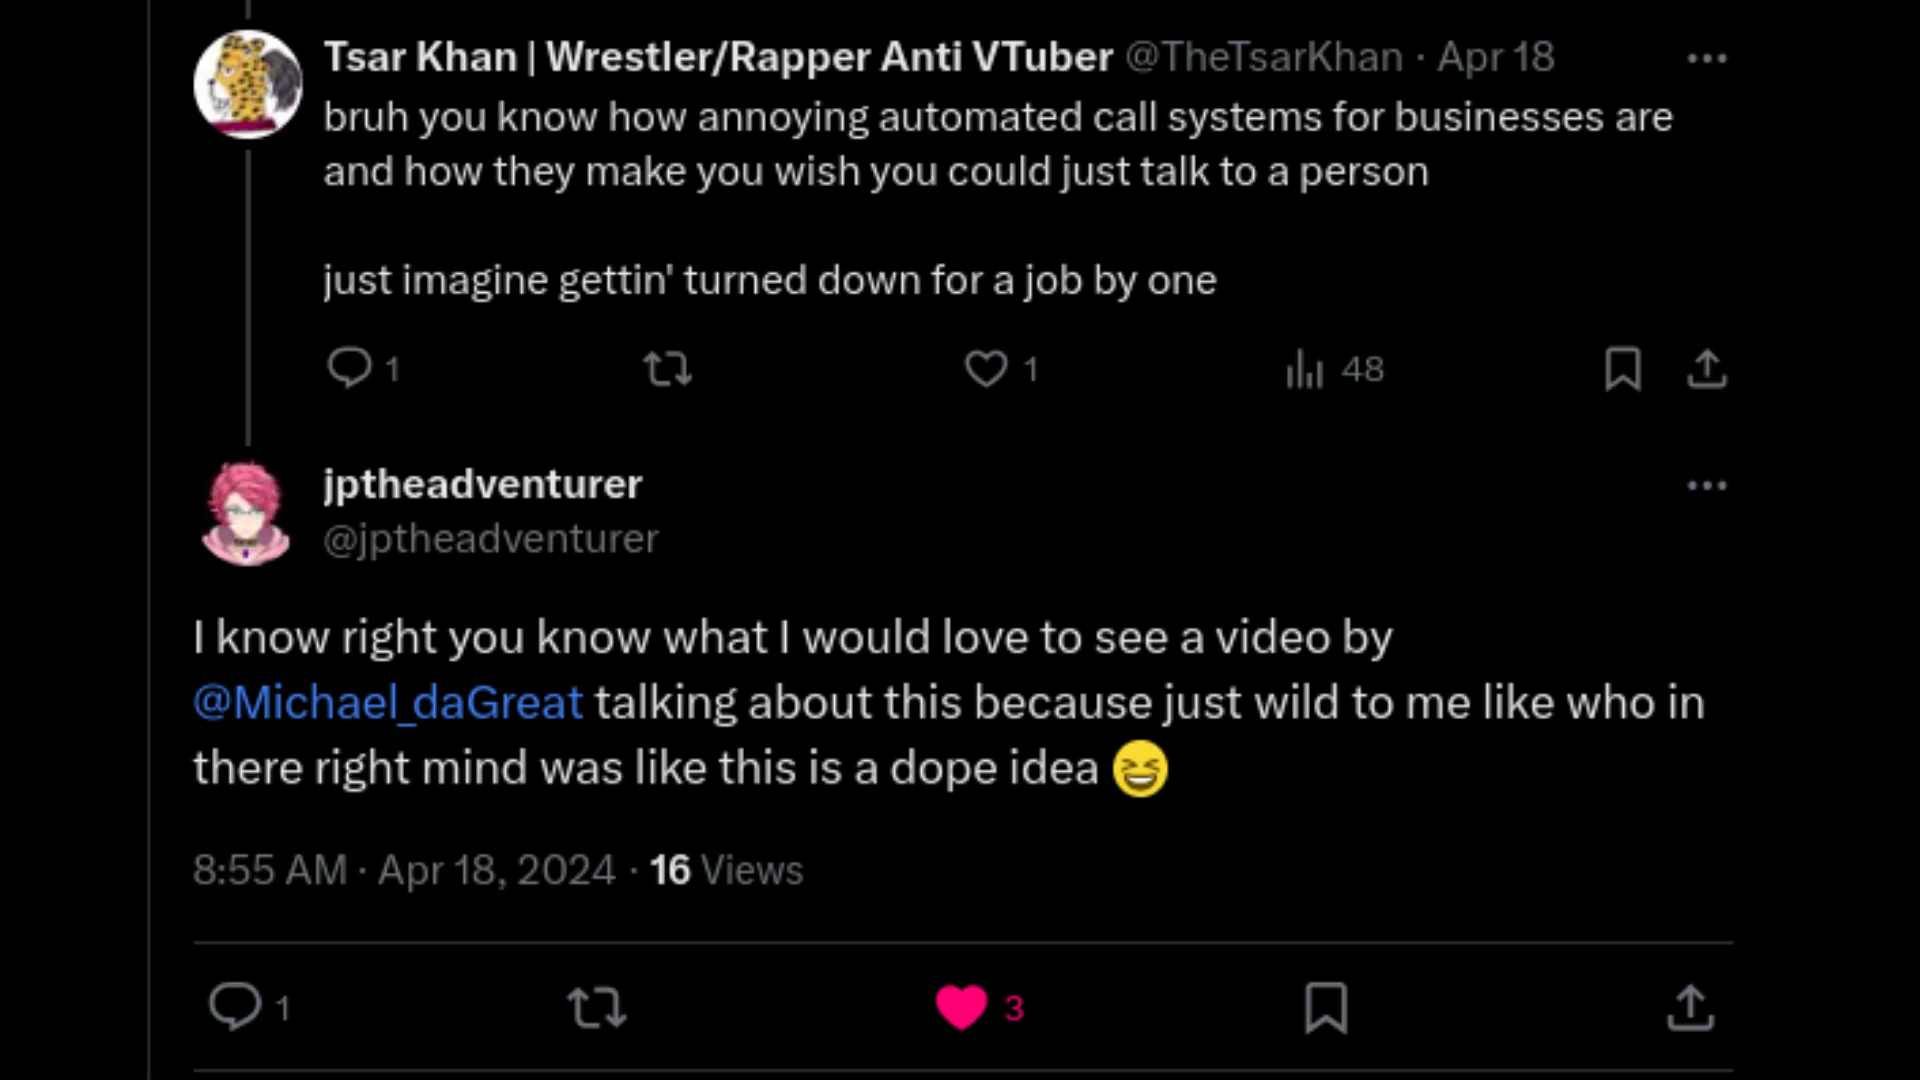 Tsar Khan | Wrestler/Rapper Anti VTuber @TheTsarKhan · Apr 18
bruh you know how annoying automated call systems for businesses are
and how they make you wish you could just talk to a person
just imagine gettin' turned down for a job by one
1 1 48
jptheadventurer
@jptheadventurer
I know right you know what I would love to see a video by
@Michael_daGreat talking about this because just wild to me like who in
there right mind was like this is a dope idea 😆
8:55 AM · Apr 18, 2024 · 16 Views
1 3